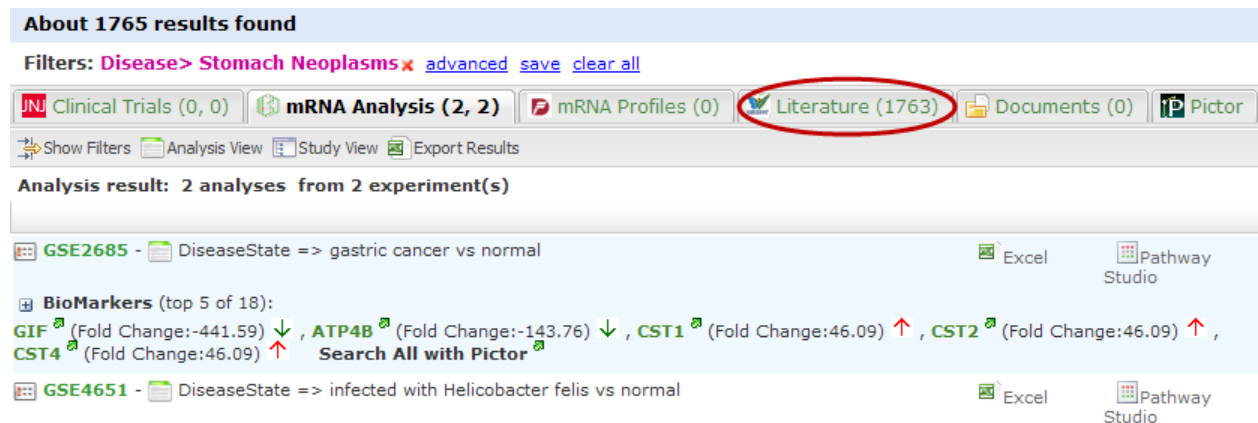 About 1765 results found
Filters: Disease> Stomach Neoplasms x advanced save clear all
JNJ Clinical Trials (0, 0) mRNA Analysis (2, 2) mRNA Profiles (0) Literature (1763) Documents (0) Pictor
Show Filters Analysis View Study View Export Results
Analysis result: 2 analyses from 2 experiment(s)
GSE2685 - DiseaseState => gastric cancer vs normal Excel Pathway
Studio
BioMarkers (top 5 of 18):
GIF (Fold Change:-441.59) ↓ , ATP4B (Fold Change:-143.76) ↓ , CST1 (Fold Change:46.09) ↑ , CST2 (Fold Change:46.09) ↑ ,
CST4 (Fold Change:46.09) ↑ Search All with Pictor
GSE4651 - DiseaseState => infected with Helicobacter felis vs normal Excel Pathway
Studio